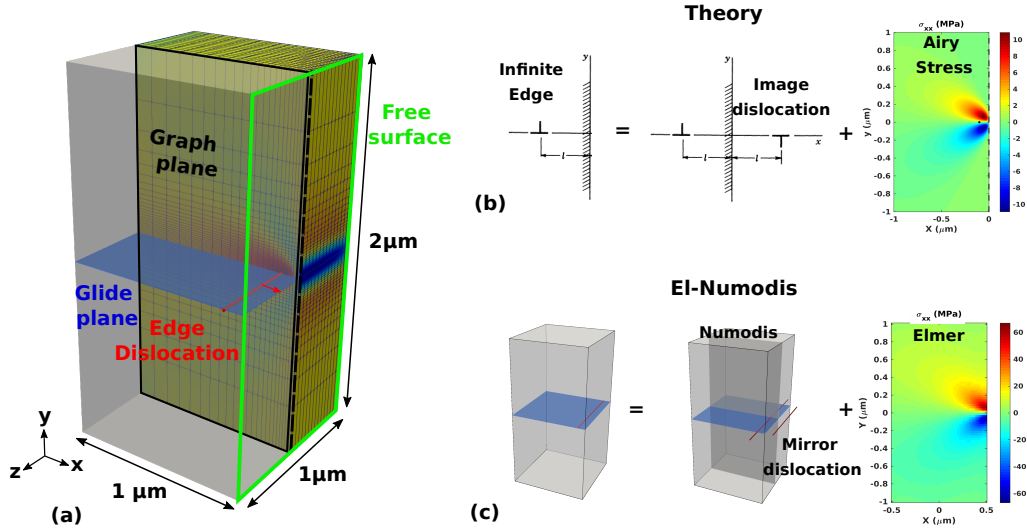 Graph
plane
Free
surface
2μm
Glide
plane
Edge
Dislocation
y
z
x
1 μm
1μm
(a)
Theory
Infinite
Edge
y
l
=
Image
dislocation
y
x
l
l
+
σxx (MPa)
Airy
Stress
1
0.8
0.6
0.4
0.2
0
-0.2
-0.4
-0.6
-0.8
-1
y (μm)
-1
-0.5
0
X (μm)
10
8
6
4
2
0
-2
-4
-6
-8
-10
(b)
El-Numodis
=
Numodis
Mirror
dislocation
+
σxx (MPa)
Elmer
1
0.8
0.6
0.4
0.2
0
-0.2
-0.4
-0.6
-0.8
-1
Y (μm)
-0.5
0
0.5
X (μm)
60
40
20
0
-20
-40
-60
(c)